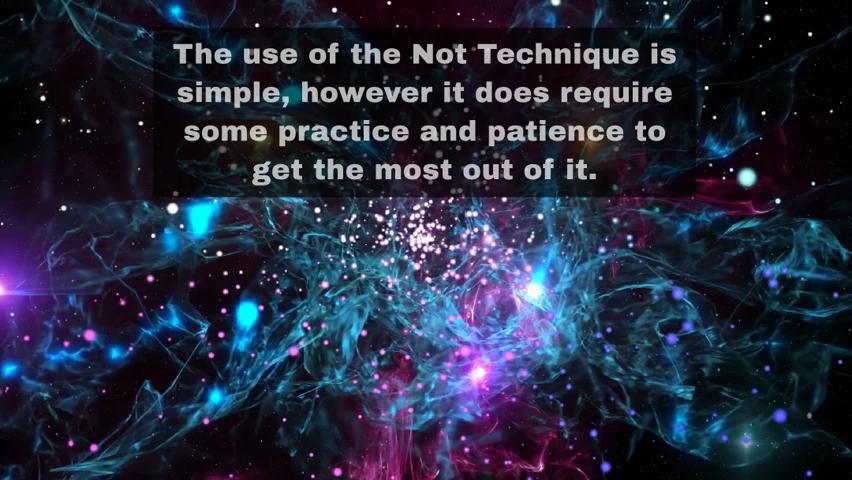 The use of the Not Technique is
simple, however it does require
some practice and patience to
get the most out of it.